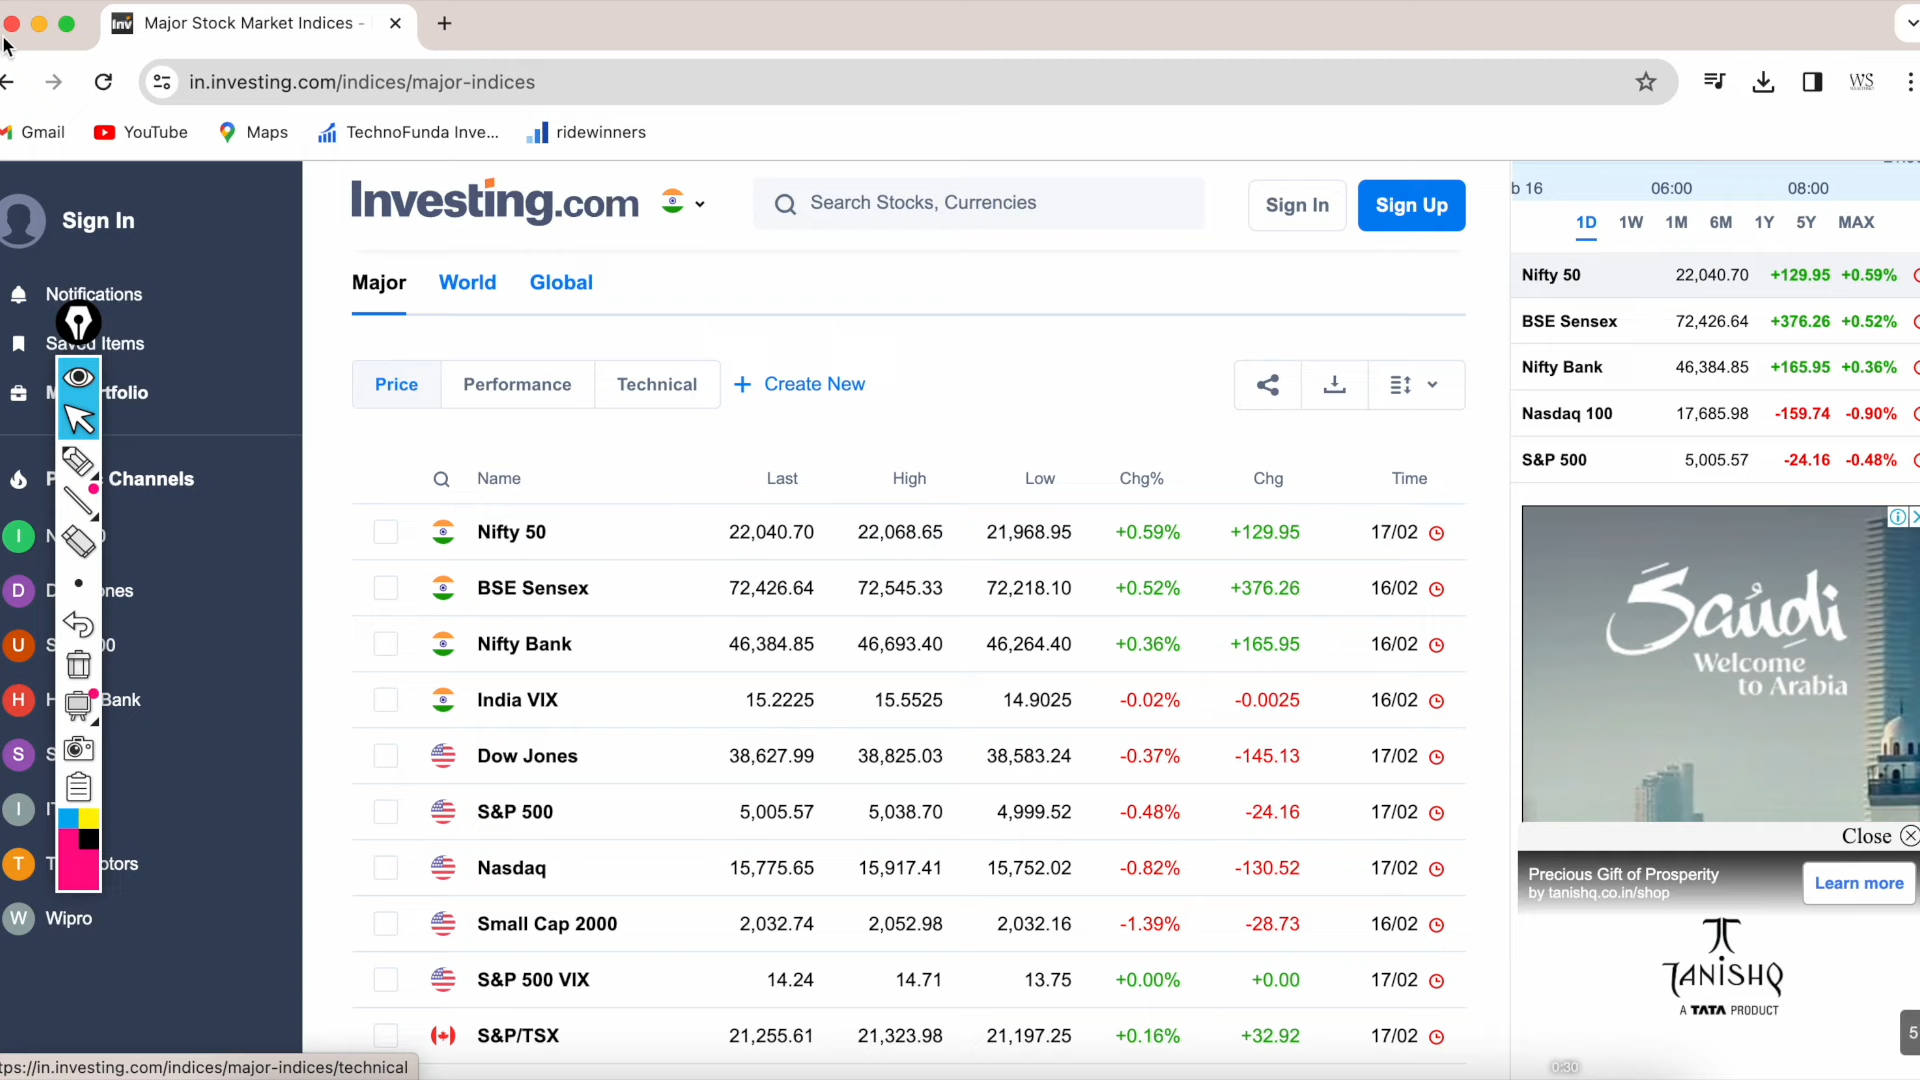 Major Stock Market Indices -
in.investing.com/indices/major-indices
WS
Gmail
YouTube
Maps
TechnoFunda Inve...
ridewinners
Sign In
Notifications
Saved Items
Channels
Bank
Wipro
Investing.com
Search Stocks, Currencies
Sign In
Sign Up
Major World Global
Price Performance Technical + Create New
Name Last High Low Chg% Chg Time
Nifty 50 22,040.70 22,068.65 21,968.95 +0.59% +129.95 17/02
BSE Sensex 72,426.64 72,545.33 72,218.10 +0.52% +376.26 16/02
Nifty Bank 46,384.85 46,693.40 46,264.40 +0.36% +165.95 16/02
India VIX 15.2225 15.5525 14.9025 -0.02% -0.0025 16/02
Dow Jones 38,627.99 38,825.03 38,583.24 -0.37% -145.13 17/02
S&P 500 5,005.57 5,038.70 4,999.52 -0.48% -24.16 17/02
Nasdaq 15,775.65 15,917.41 15,752.02 -0.82% -130.52 17/02
Small Cap 2000 2,032.74 2,052.98 2,032.16 -1.39% -28.73 16/02
S&P 500 VIX 14.24 14.71 13.75 +0.00% +0.00 17/02
S&P/TSX 21,255.61 21,323.98 21,197.25 +0.16% +32.92 17/02
b 16 06:00 08:00
1D 1W 1M 6M 1Y 5Y MAX
Nifty 50 22,040.70 +129.95 +0.59%
BSE Sensex 72,426.64 +376.26 +0.52%
Nifty Bank 46,384.85 +165.95 +0.36%
Nasdaq 100 17,685.98 -159.74 -0.90%
S&P 500 5,005.57 -24.16 -0.48%
Saudi
Welcome
to Arabia
Close
Precious Gift of Prosperity
by tanishq.co.in/shop
Learn more
TANISHQ
A TATA PRODUCT
0:30
5
tps://in.investing.com/indices/major-indices/technical